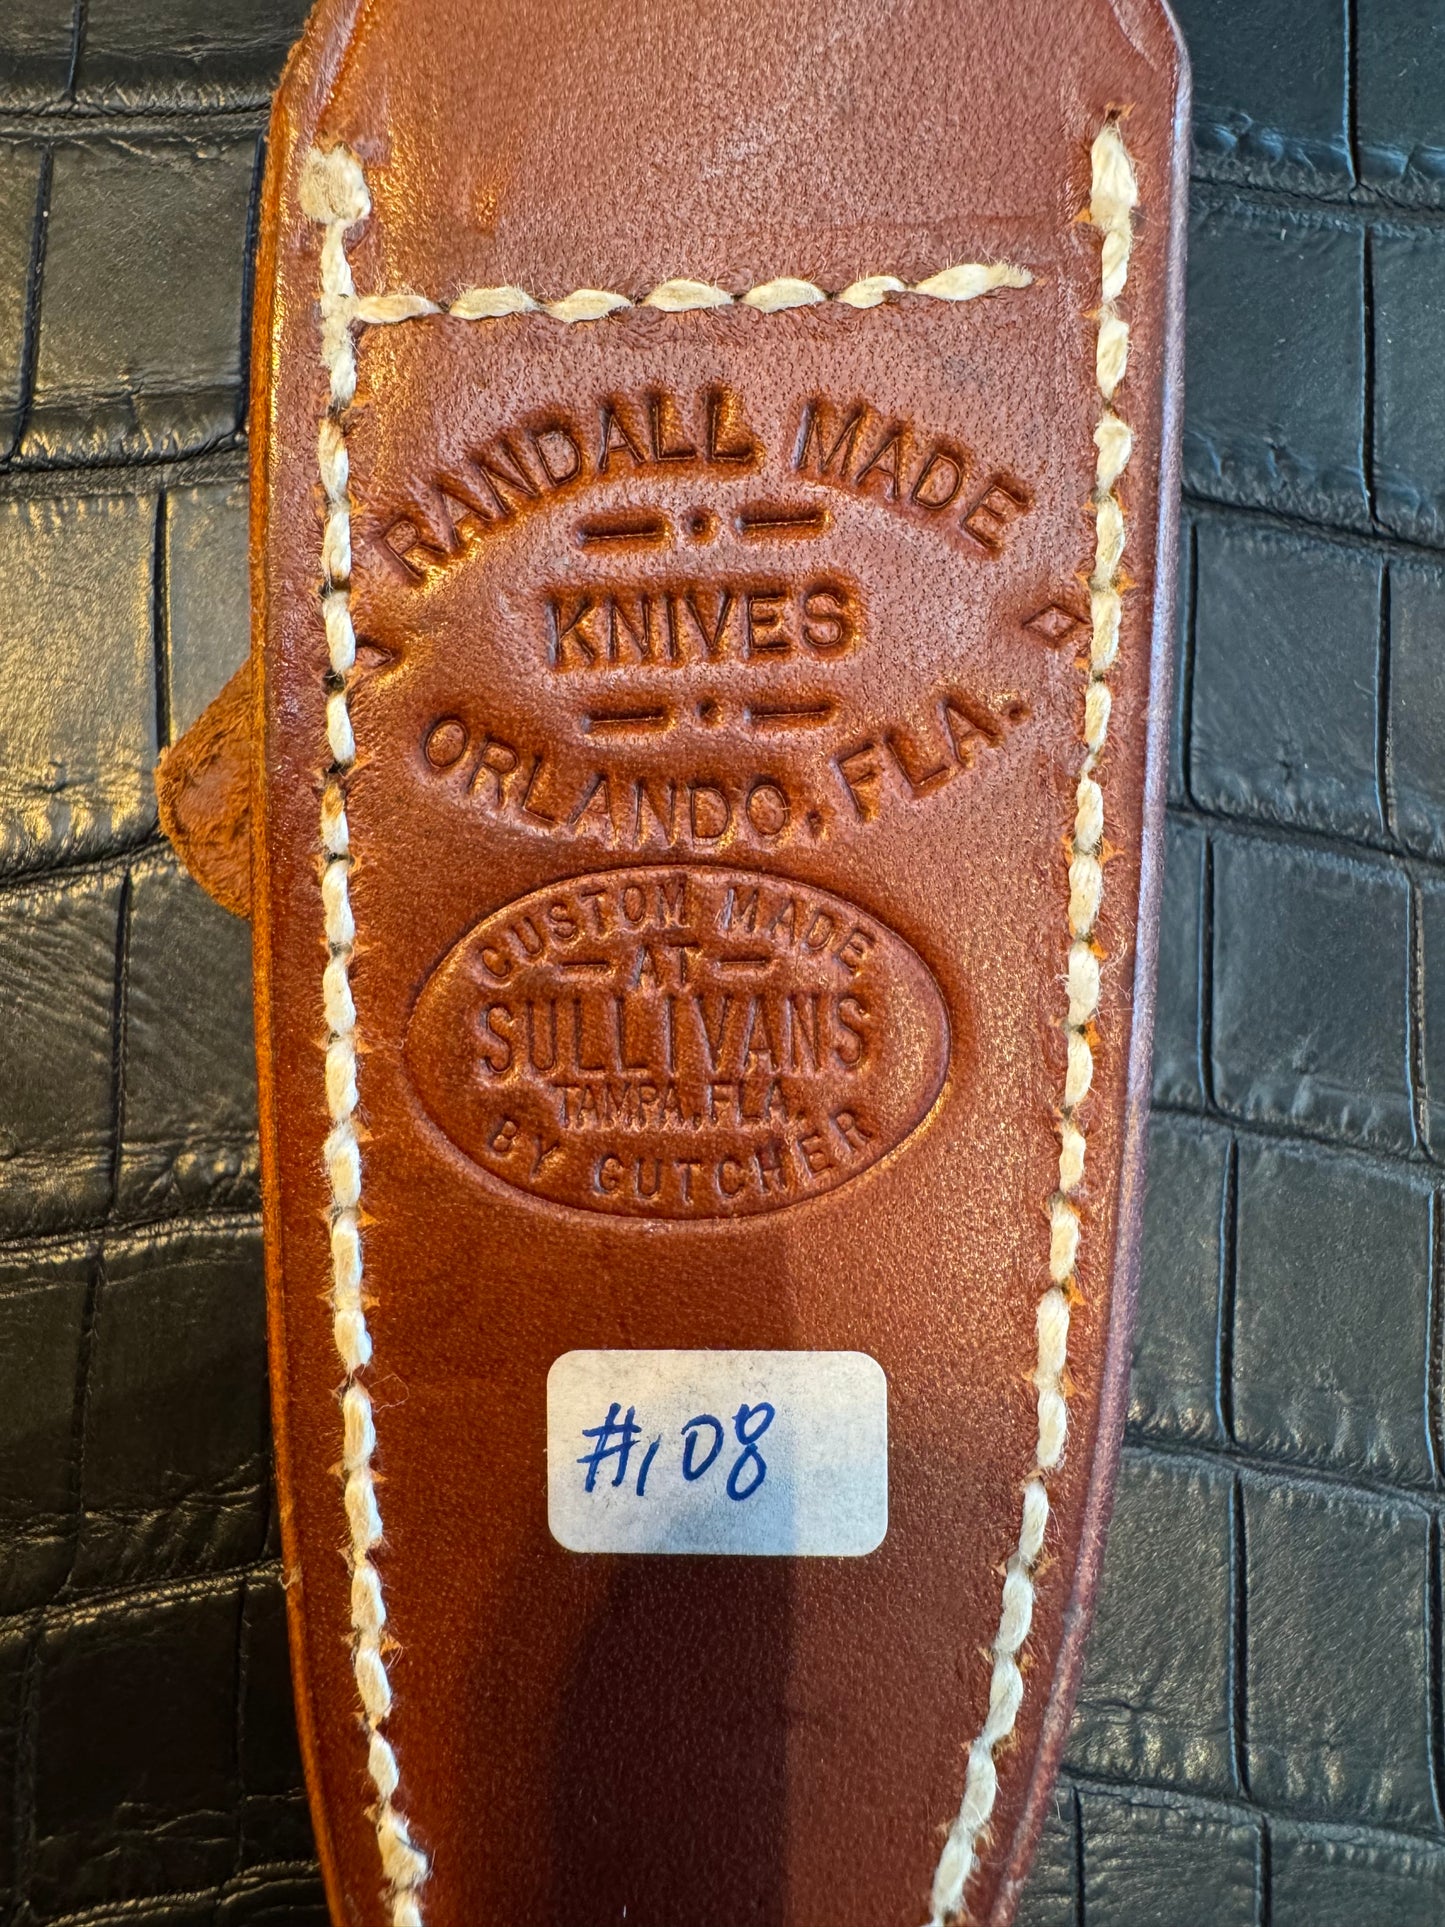 RANDALL MADE
KNIVES
ORLANDO, FLA.
CUSTOM MADE
AT
SULLIVANS
TAMPA, FLA.
BY GUTCHER
#108